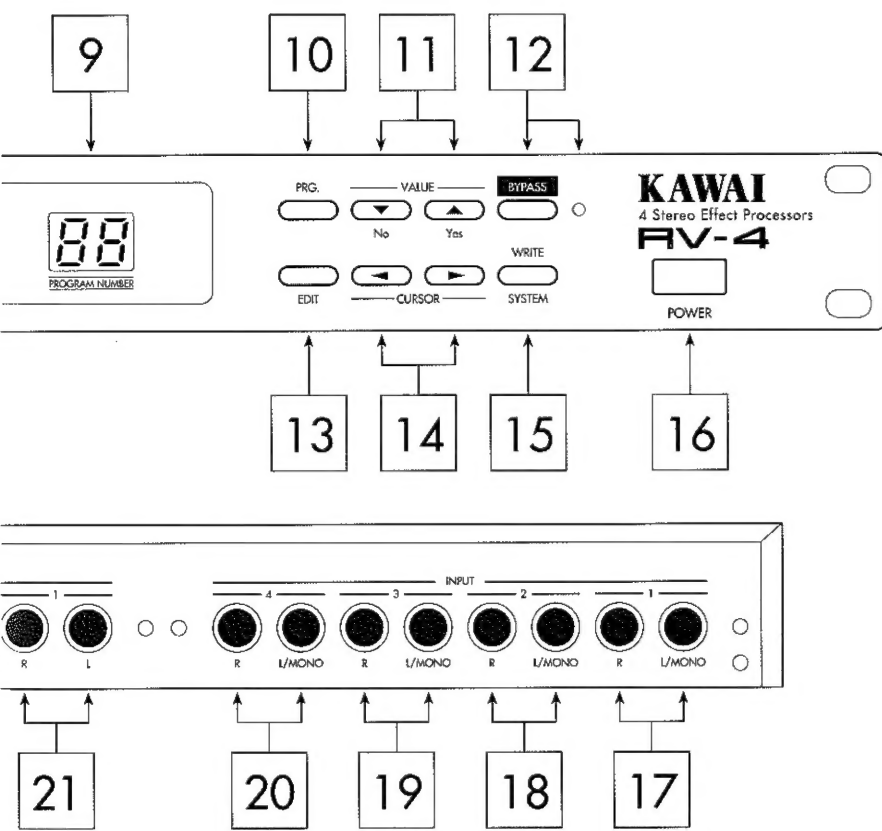 9 10 11 12
PRG. VALUE BYPASS
KAWAI
4 Stereo Effect Processors
RV-4
No Yes
88
PROGRAM NUMBER
WRITE
EDIT CURSOR SYSTEM
POWER
13 14 15 16
INPUT
1 4 3 2 1
R L R L/MONO R L/MONO R L/MONO R L/MONO
21 20 19 18 17